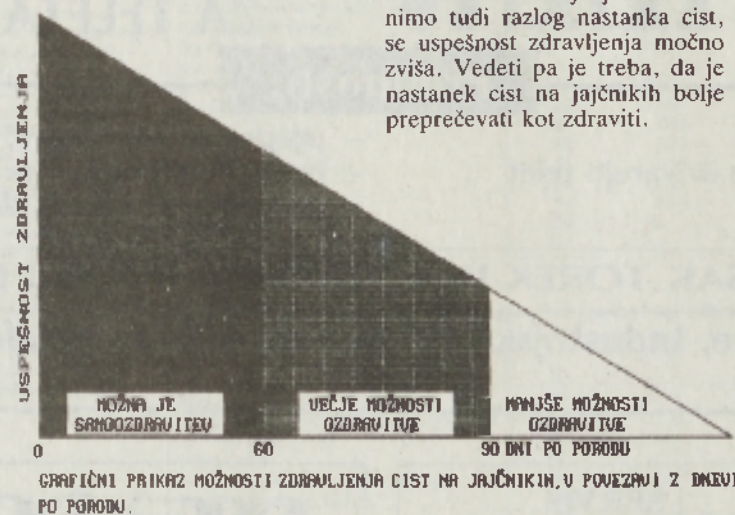 nimo tudi razlog nastanka cist,
se uspešnost zdravljenja močno
zviša. Vedeti pa je treba, da je
nastanek cist na jajčnikih bolje
preprečevati kot zdraviti.
USPEŠNOST ZDRAVLJENJA
MOŽNA JE
SAMOOZDRAVITEV
VEČJE MOŽNOSTI
OZDRAVITVE
MANJŠE MOŽNOSTI
OZDRAVITVE
0 60 90 DNI PO PORODU
GRAFIČNI PRIKAZ MOŽNOSTI ZDRAVLJENJA CIST NA JAJČNIKIH, V POVEZAVI Z DNEVI
PO PORODU.